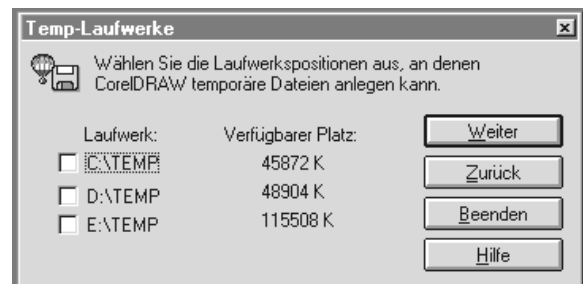 Temp-Laufwerke
Wählen Sie die Laufwerkspositionen aus, an denen
CorelDRAW temporäre Dateien anlegen kann.
Laufwerk: Verfügbarer Platz:
C:\TEMP 45872 K
D:\TEMP 48904 K
E:\TEMP 115508 K
Weiter
Zurück
Beenden
Hilfe